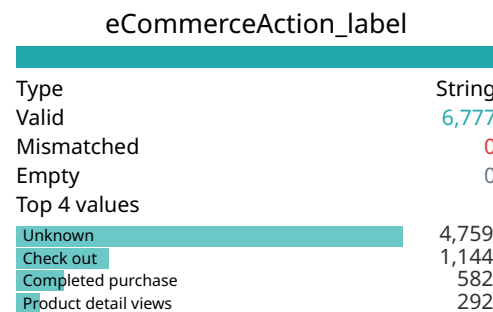 eCommerceAction_label
Type String
Valid 6,777
Mismatched 0
Empty 0
Top 4 values
Unknown 4,759
Check out 1,144
Completed purchase 582
Product detail views 292